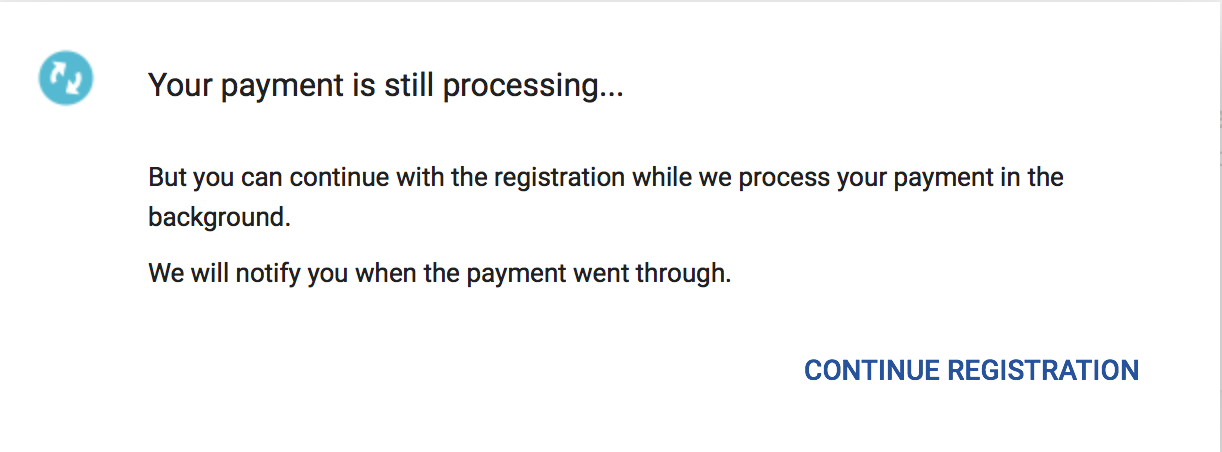 Your payment is still processing...
But you can continue with the registration while we process your payment in the
background.
We will notify you when the payment went through.
CONTINUE REGISTRATION